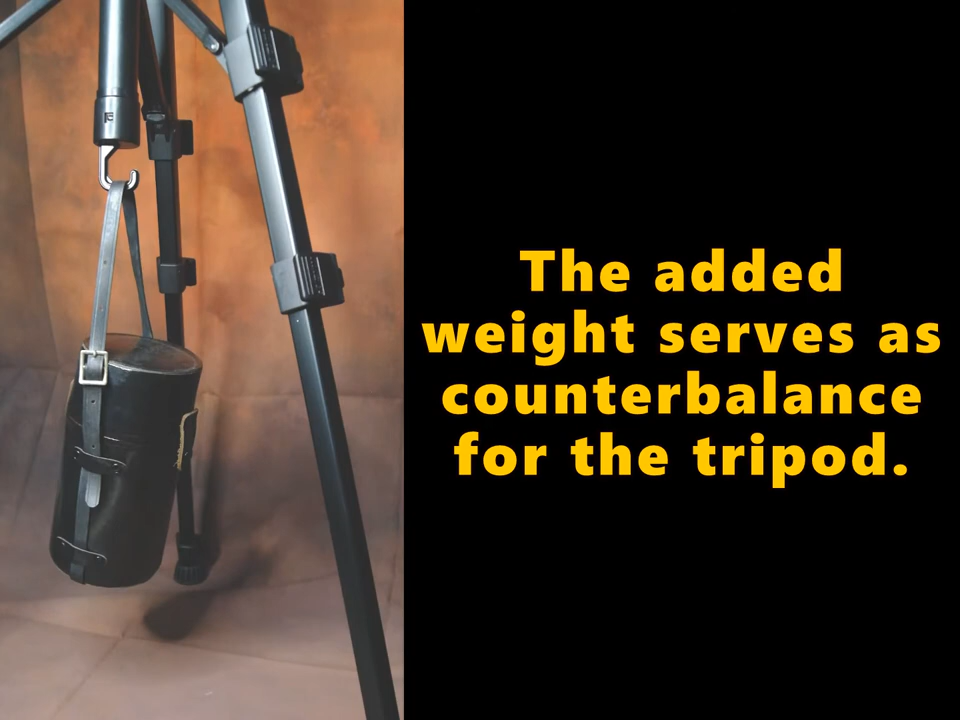 The added
weight serves as
counterbalance
for the tripod.